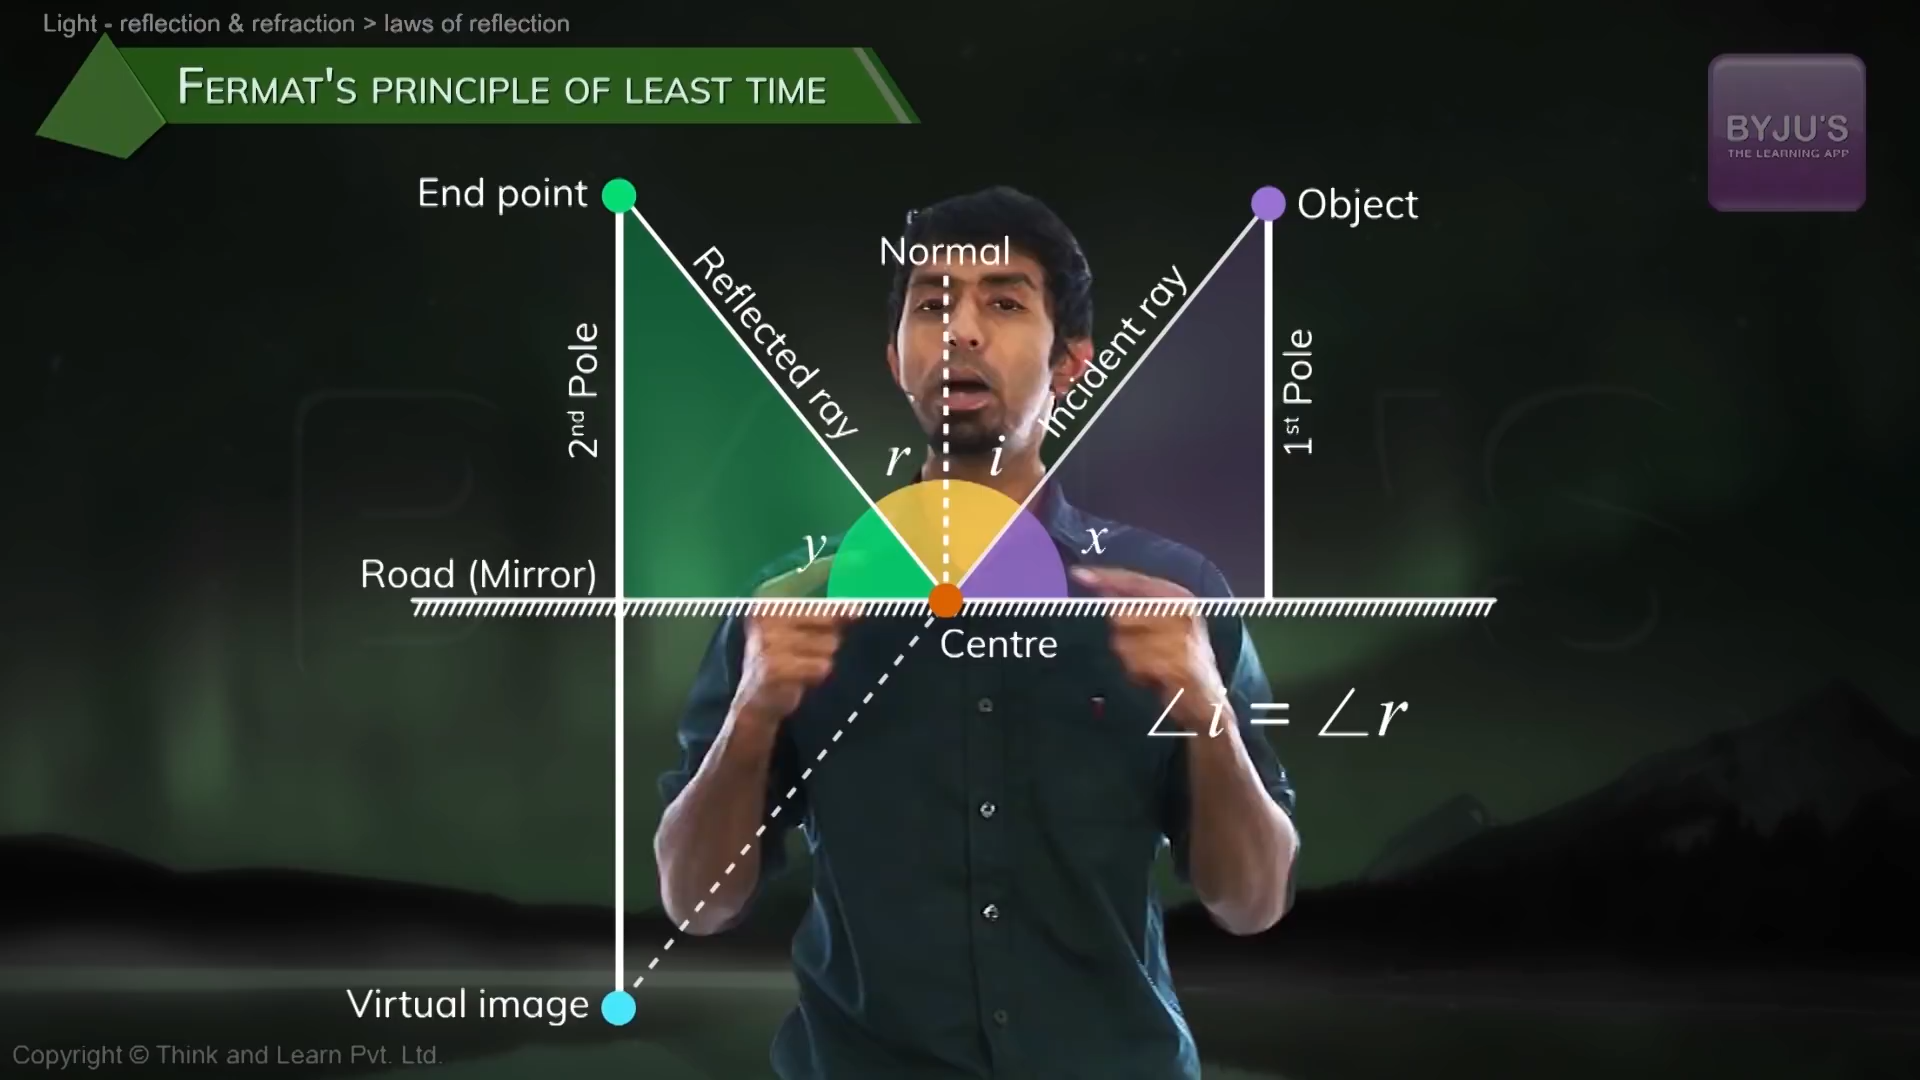 Light - reflection & refraction > laws of reflection
FERMAT'S PRINCIPLE OF LEAST TIME
BYJU'S
THE LEARNING APP
End point
Object
Normal
Reflected ray
Incident ray
2nd Pole
1st Pole
r
i
y
x
Road (Mirror)
Centre
∠i = ∠r
Virtual image
Copyright © Think and Learn Pvt. Ltd.